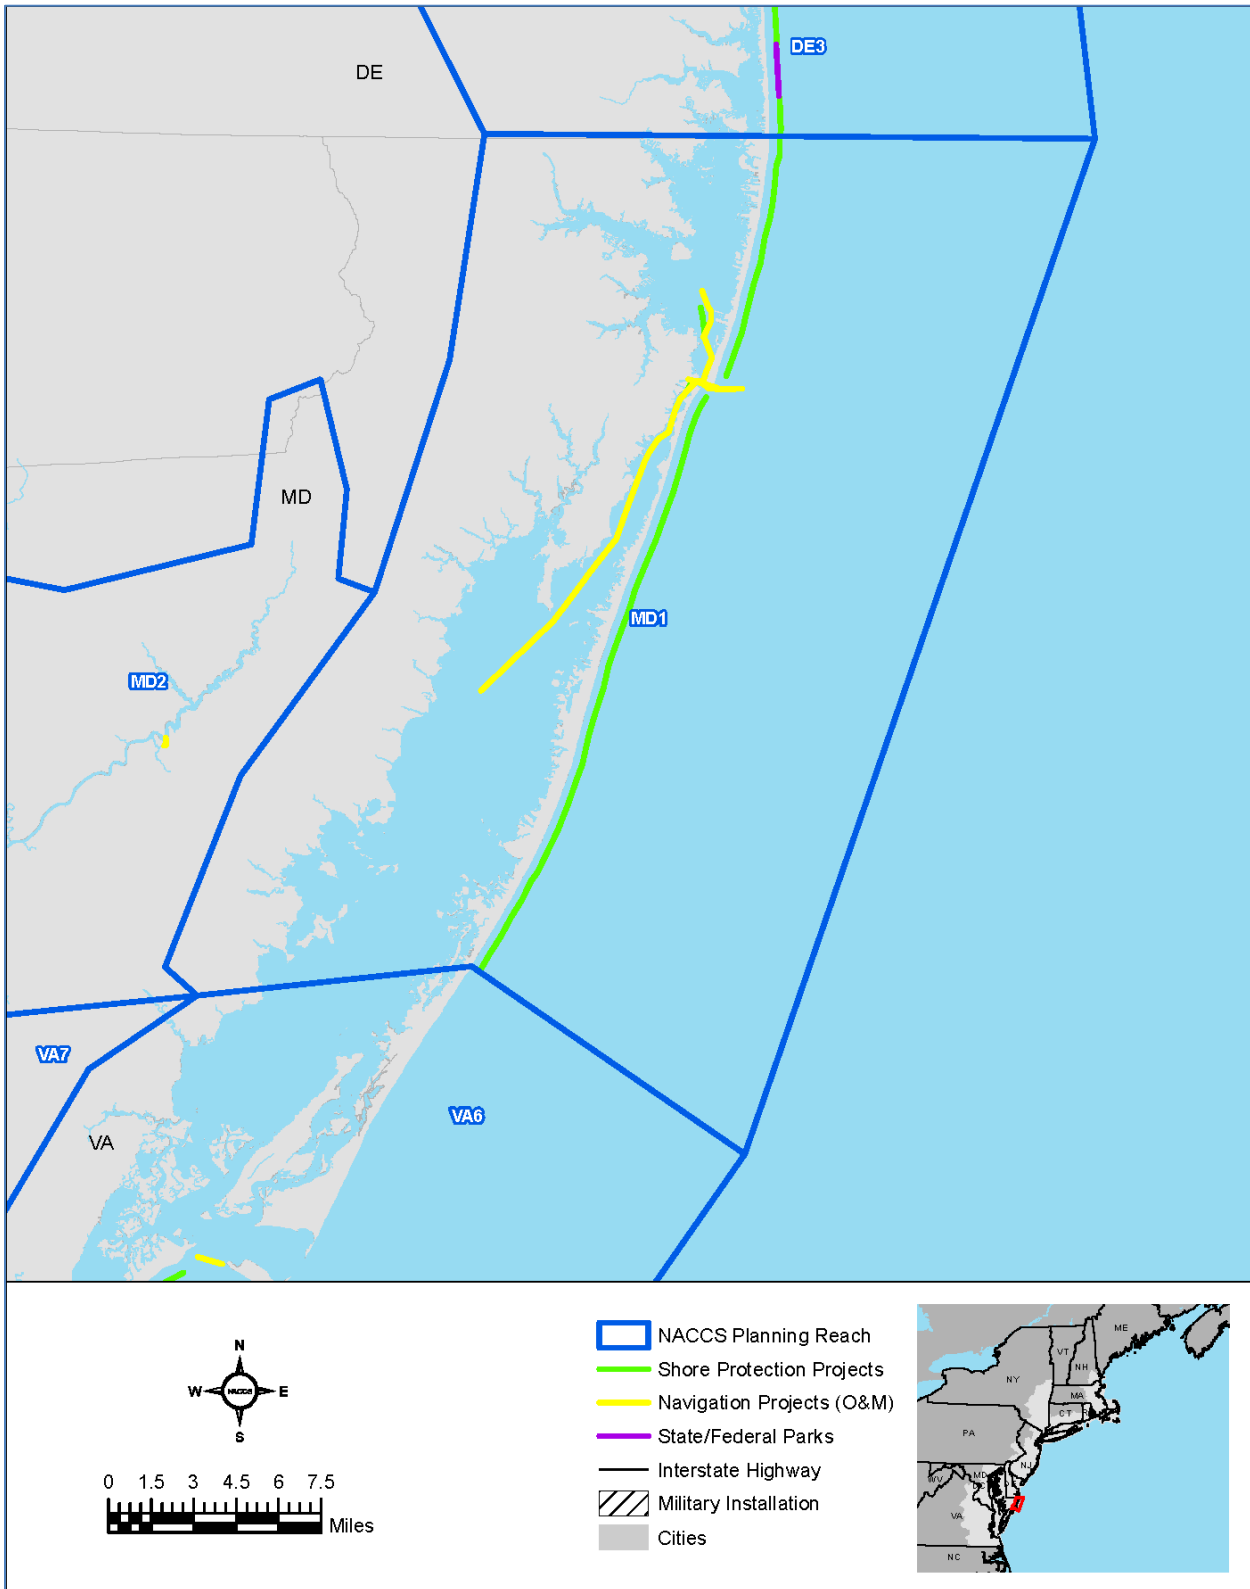 DE3
DE
MD
MD1
MD2
VA7
VA6
VA
N
W NACCS E
S
0 1.5 3 4.5 6 7.5
Miles
NACCS Planning Reach
Shore Protection Projects
Navigation Projects (O&M)
State/Federal Parks
Interstate Highway
Military Installation
Cities
ME
VT
NH
NY
MA
CT
PA
NJ
MD
WV
VA
NC